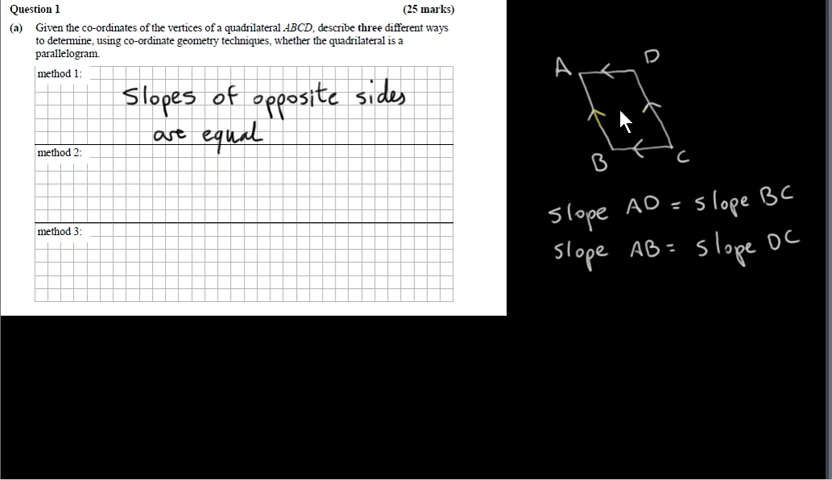 Question 1 (25 marks)
(a) Given the co-ordinates of the vertices of a quadrilateral ABCD, describe three different ways
to determine, using co-ordinate geometry techniques, whether the quadrilateral is a
parallelogram.
method 1:
Slopes of opposite sides
are equal
method 2:
method 3:
A D
B C
slope AD = slope BC
slope AB = slope DC